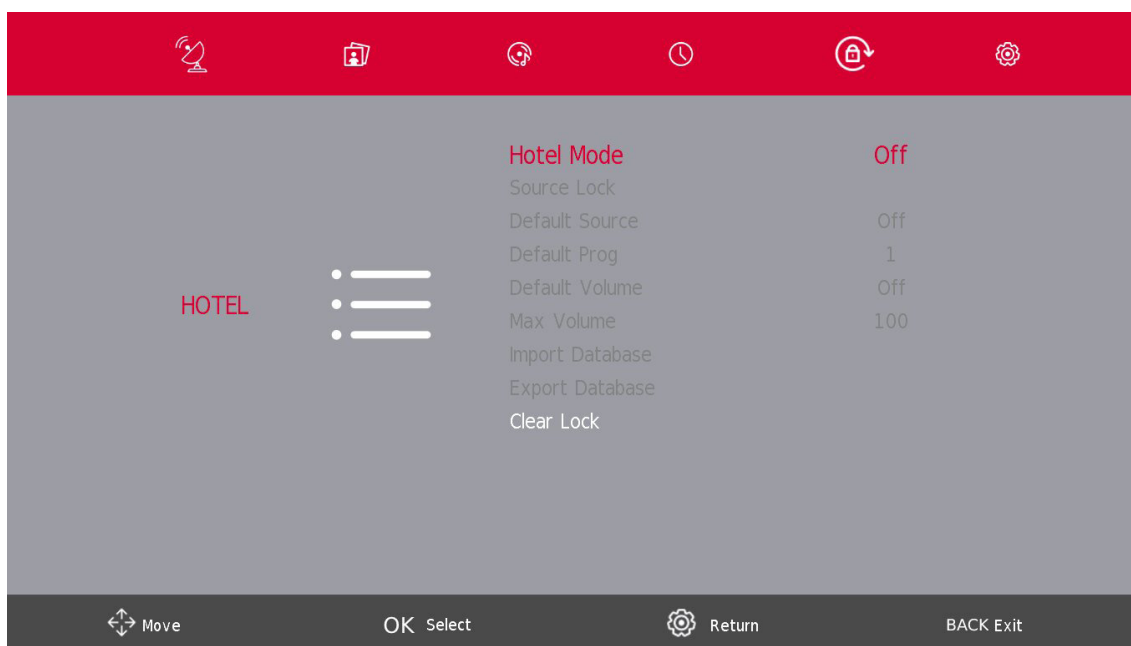 Hotel Mode Off
Source Lock
Default Source Off
Default Prog 1
Default Volume Off
HOTEL
Max Volume 100
Import Database
Export Database
Clear Lock
Move OK Select Return BACK Exit